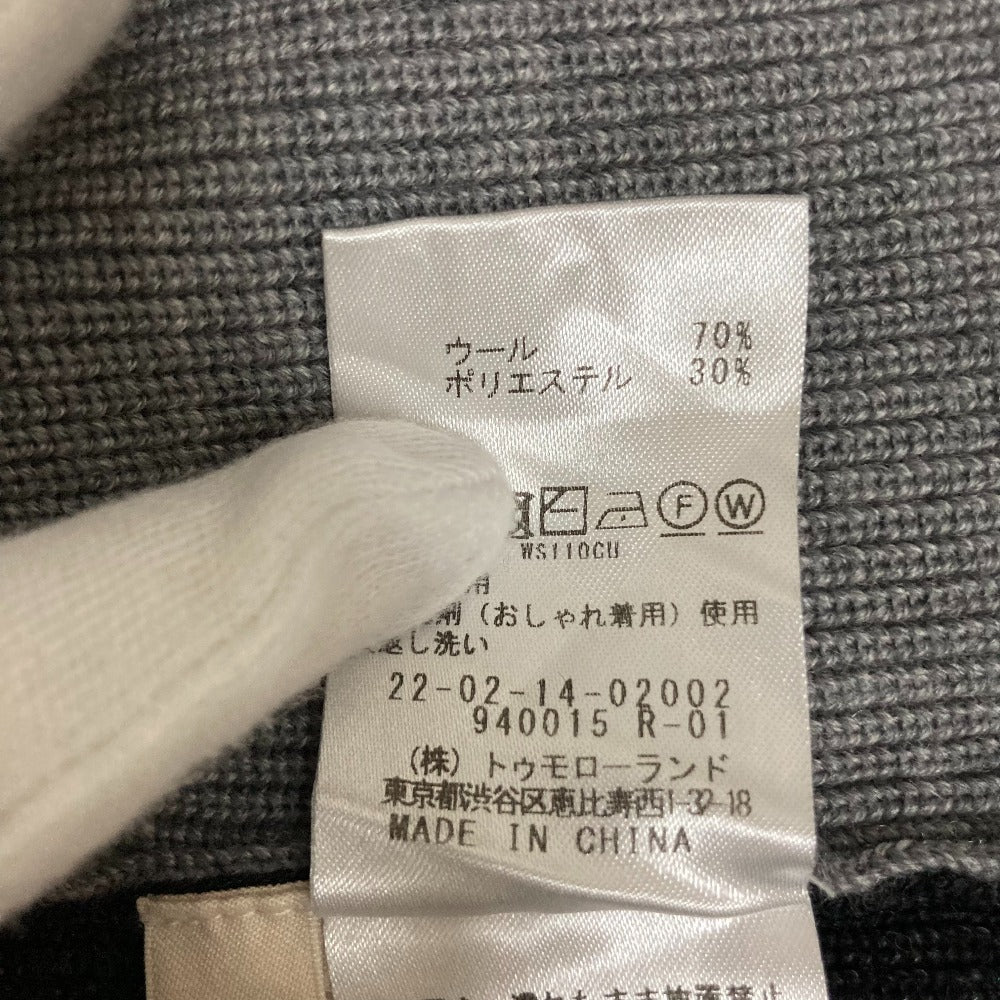 ウール 70%
ポリエステル 30%
F W
WS110CU
用
剤 (おしゃれ着用) 使用
返し洗い
22-02-14-02002
940015 R-01
(株) トゥモローランド
東京都渋谷区恵比寿西1-32-18
MADE IN CHINA